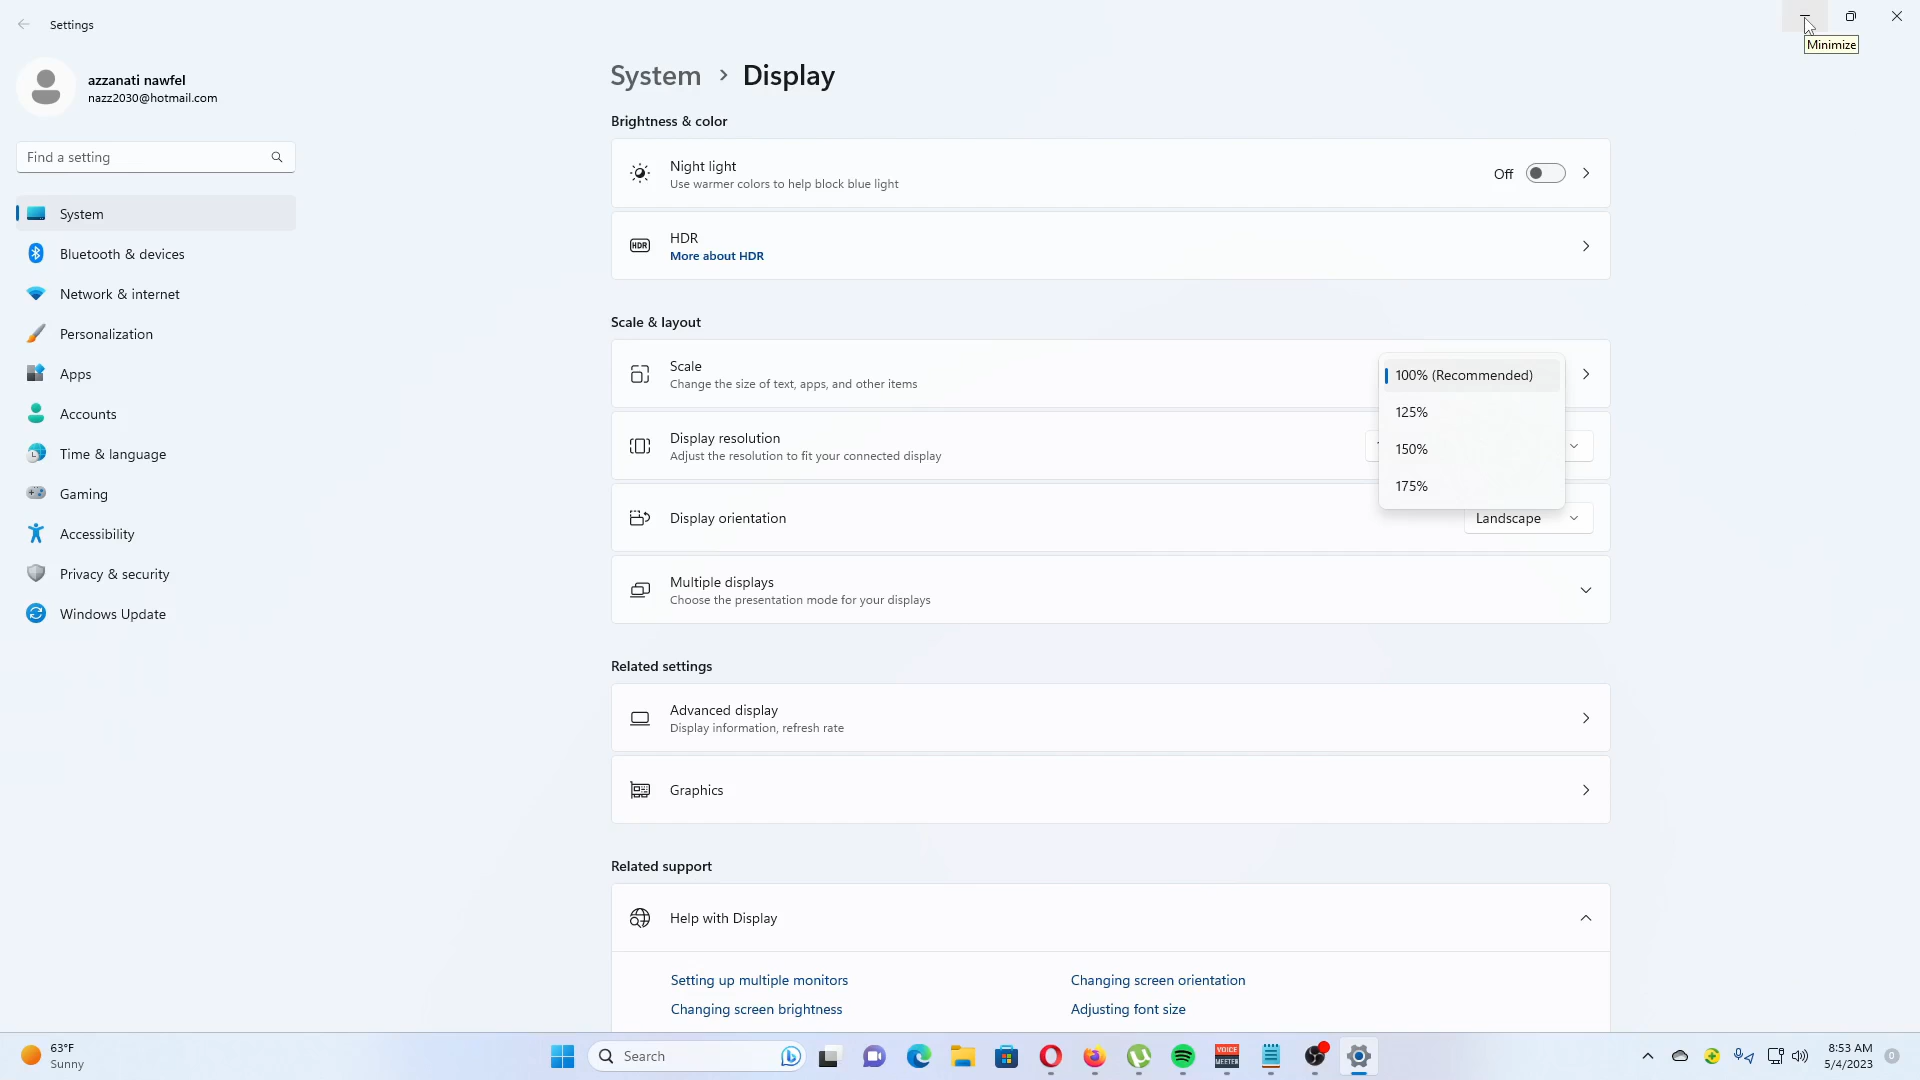 Settings
Minimize
azzanati nawfel
nazz2030@hotmail.com
Find a setting
System
Bluetooth & devices
Network & internet
Personalization
Apps
Accounts
Time & language
Gaming
Accessibility
Privacy & security
Windows Update
System > Display
Brightness & color
Night light
Use warmer colors to help block blue light
Off
HDR
HDR
More about HDR
Scale & layout
Scale
Change the size of text, apps, and other items
100% (Recommended)
125%
150%
175%
Display resolution
Adjust the resolution to fit your connected display
Display orientation
Landscape
Multiple displays
Choose the presentation mode for your displays
Related settings
Advanced display
Display information, refresh rate
Graphics
Related support
Help with Display
Setting up multiple monitors
Changing screen orientation
Changing screen brightness
Adjusting font size
63°F
Sunny
Search
VOICE
MEETER
8:53 AM
5/4/2023
0